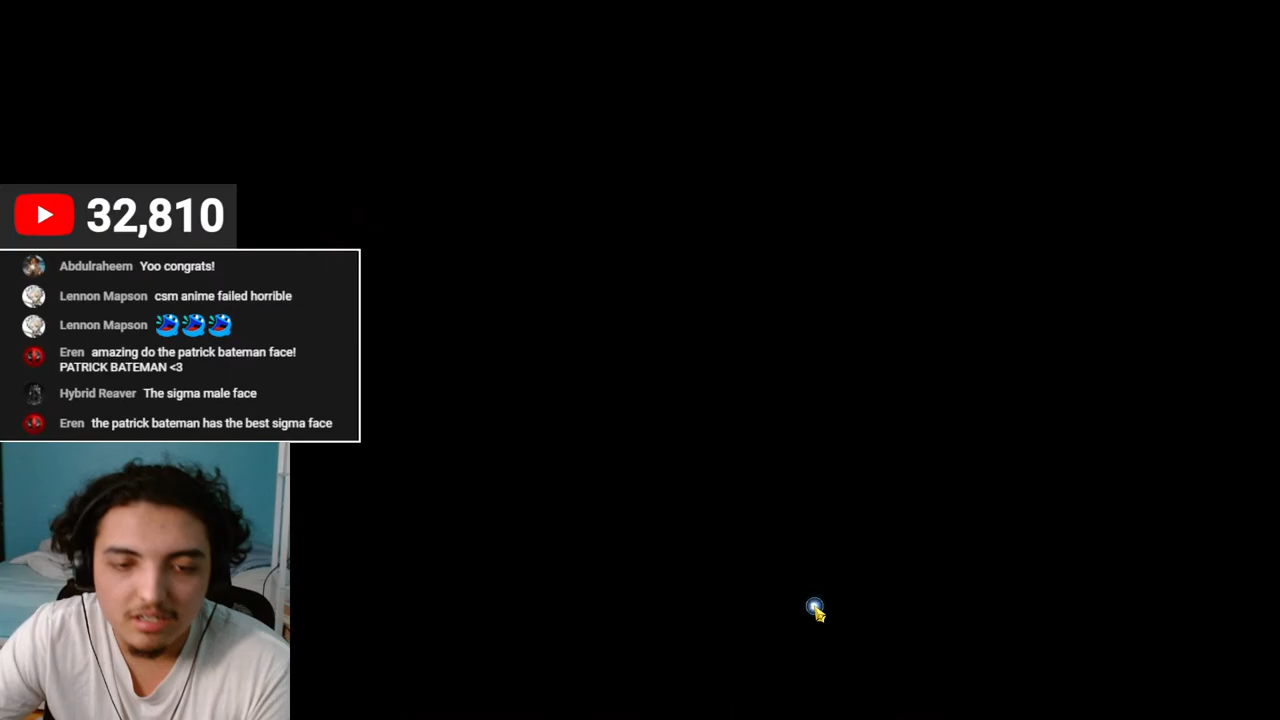 32,810
Abdulraheem Yoo congrats!
Lennon Mapson csm anime failed horrible
Lennon Mapson
Eren amazing do the patrick bateman face!
PATRICK BATEMAN <3
Hybrid Reaver The sigma male face
Eren the patrick bateman has the best sigma face